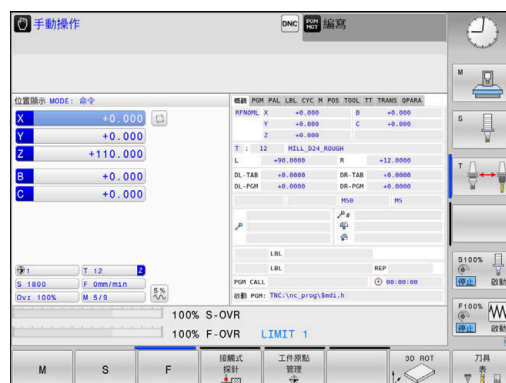 手動操作
DNC
PGM MGT
編寫
位置顯示 MODE: 命令
X +0.000
Y +0.000
Z +110.000
B +0.000
C +0.000
1 T 12 Z
S 1800 F 0mm/min
Ovr 100% M 5/9
5 %
概觀 PGM PAL LBL CYC M POS TOOL TT TRANS QPARA
RFNOML X +0.000 B +0.000
Y +0.000 C +0.000
Z +0.000
T : 12 MILL_D24_ROUGH
L +90.0000 R +12.0000
DL-TAB +0.0000 DR-TAB +0.0000
DL-PGM +0.0000 DR-PGM +0.0000
M50 M5
P#
LBL
LBL REP
PGM CALL 00:00:00
啟動 PGM: TNC:\nc_prog\$mdi.h
100% S-OVR
100% F-OVR LIMIT 1
M
S
F
接觸式 探針
工件原點 管理
3D ROT
刀具 表
M
S
T
S100%
停止 啟動
F100%
停止 啟動